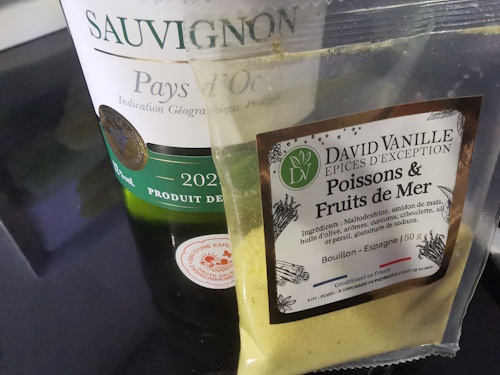 SAUVIGNON
Pays d'Oc
Indication Géographique
202
PRODUIT DE
DV
DAVID VANILLE
EPICES D'EXCEPTION
Poissons &
Fruits de Mer
Ingrédients : Maltodextrine, amidon de maïs,
huile d'olive, arômes, curcuma, ciboulette, ail
et persil, glutamate de sodium.
Bouillon - Espagne | 50 g
Conditionné en France